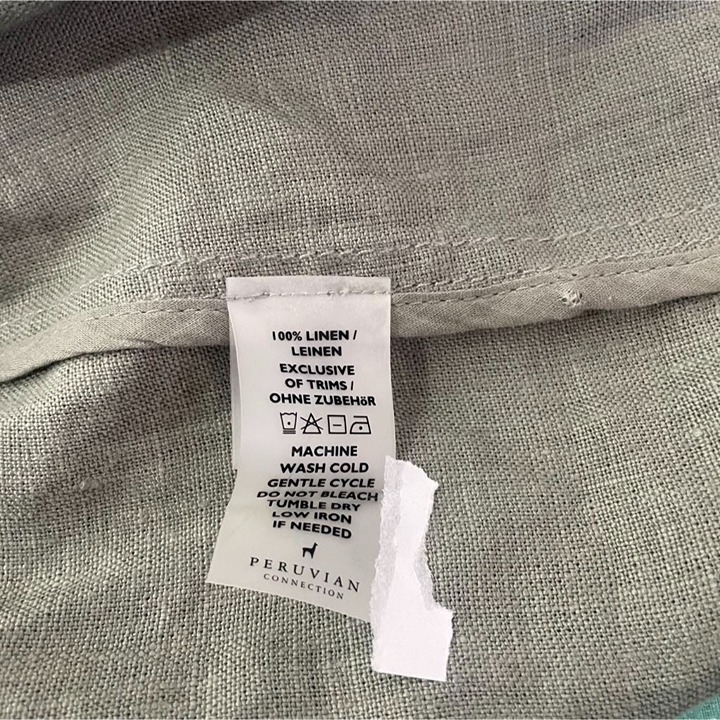 100% LINEN /
LEINEN
EXCLUSIVE
OF TRIMS /
OHNE ZUBEHöR
MACHINE
WASH COLD
GENTLE CYCLE
DO NOT BLEACH
TUMBLE DRY
LOW IRON
IF NEEDED
PERUVIAN
CONNECTION